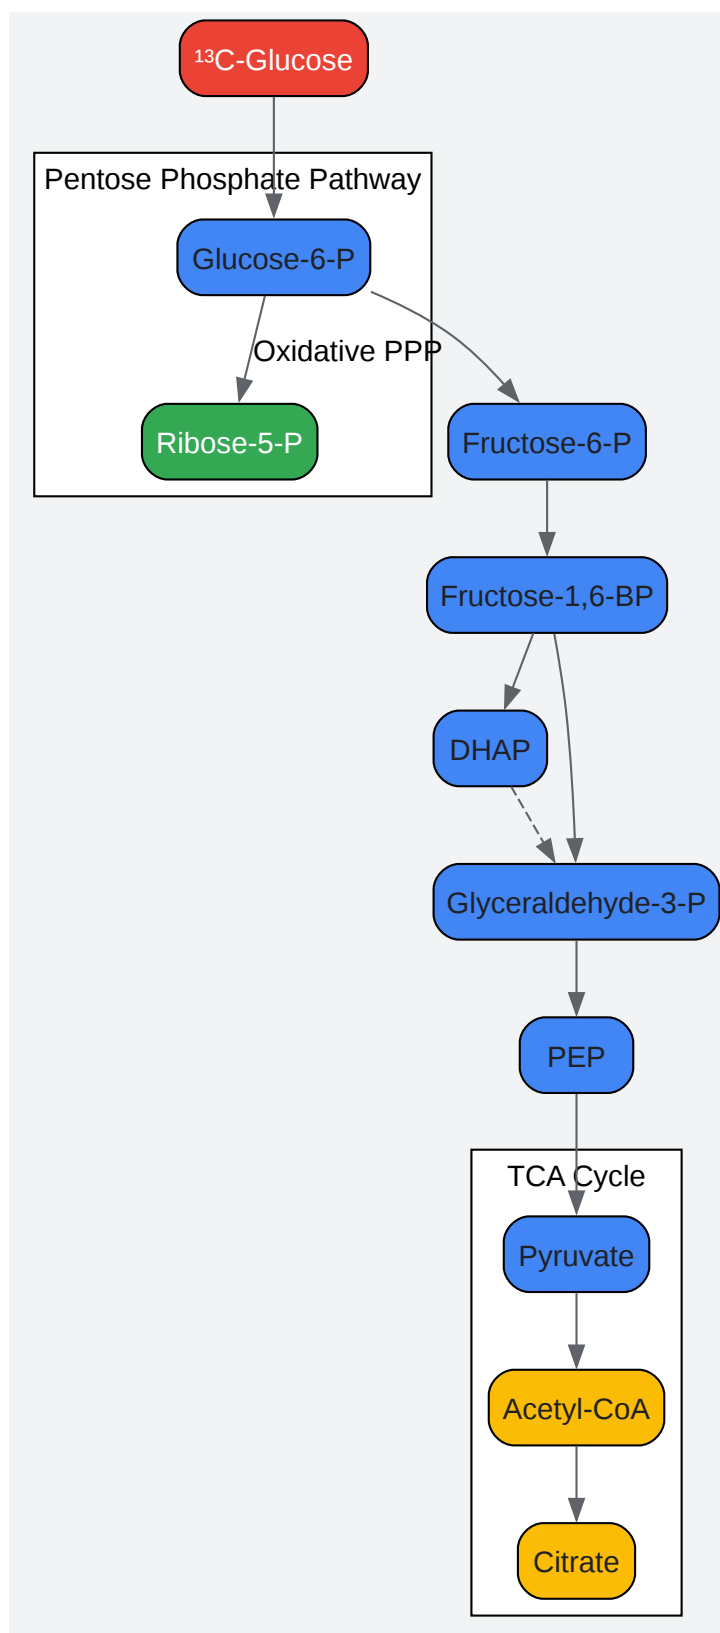 ¹³C-Glucose
Pentose Phosphate Pathway
Glucose-6-P
Oxidative PPP
Ribose-5-P
Fructose-6-P
Fructose-1,6-BP
DHAP
Glyceraldehyde-3-P
PEP
TCA Cycle
Pyruvate
Acetyl-CoA
Citrate